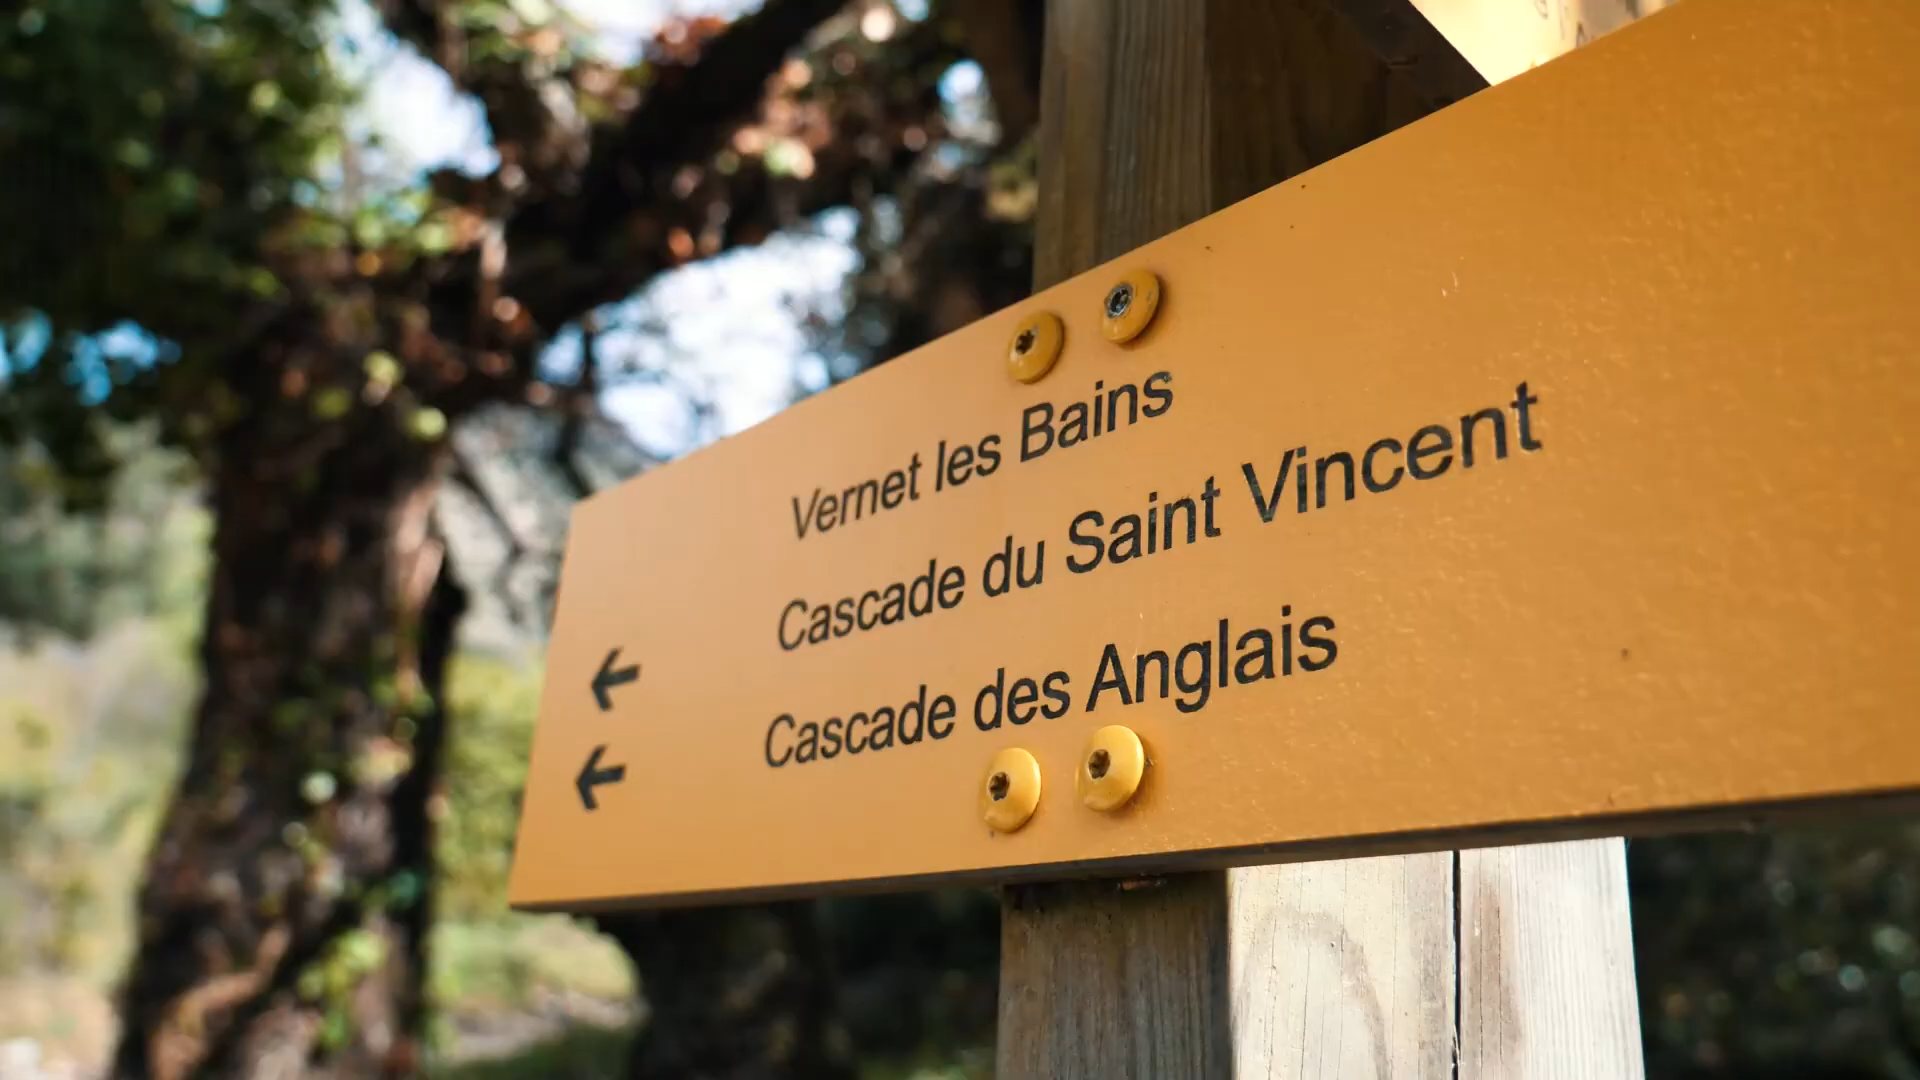 Vernet les Bains
← Cascade du Saint Vincent
← Cascade des Anglais